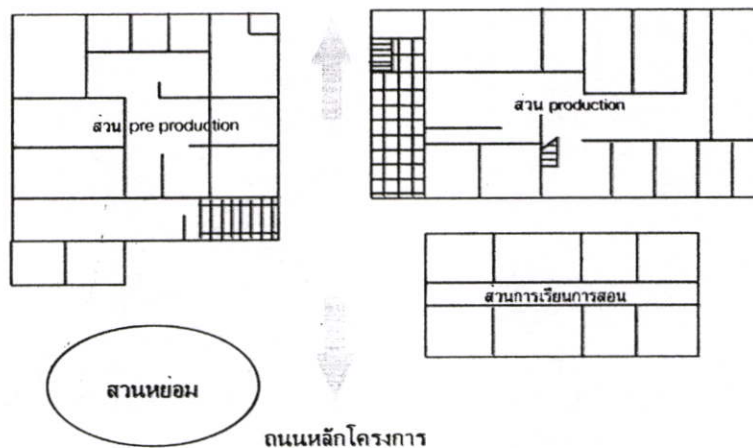 ส่วน pre production
ส่วน production
ส่วนการเรียนการสอน
สวนหย่อม
ถนนหลักโครงการ